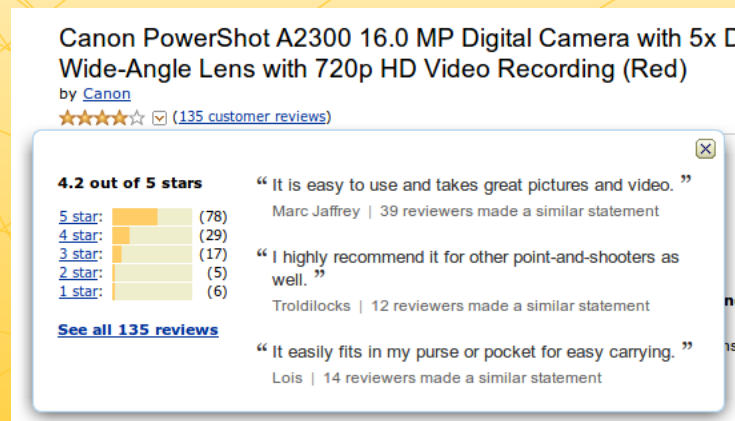 Canon PowerShot A2300 16.0 MP Digital Camera with 5x
Wide-Angle Lens with 720p HD Video Recording (Red)
by Canon
(135 customer reviews)
4.2 out of 5 stars
5 star: (78)
4 star: (29)
3 star: (17)
2 star: (5)
1 star: (6)
See all 135 reviews
“ It is easy to use and takes great pictures and video. ”
Marc Jaffrey | 39 reviewers made a similar statement
“ I highly recommend it for other point-and-shooters as
well. ”
Troldilocks | 12 reviewers made a similar statement
“ It easily fits in my purse or pocket for easy carrying. ”
Lois | 14 reviewers made a similar statement